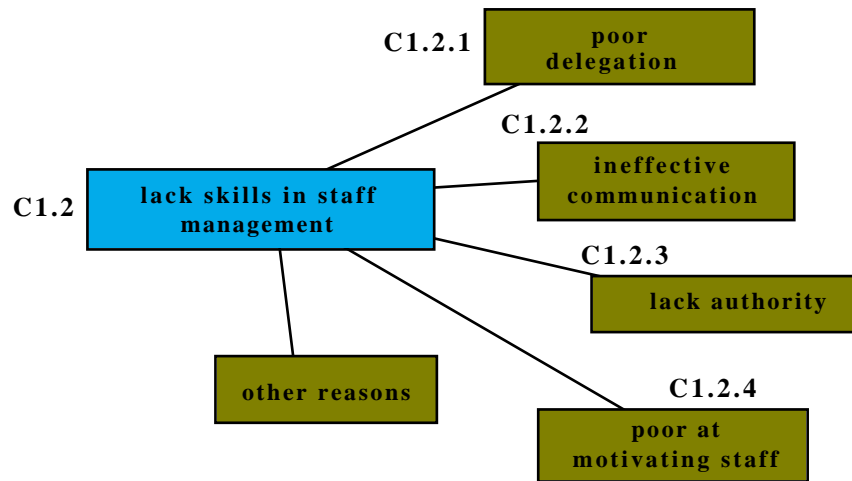 C1.2.1
poor
delegation
C1.2.2
ineffective
communication
C1.2
lack skills in staff
management
C1.2.3
lack authority
other reasons
C1.2.4
poor at
motivating staff